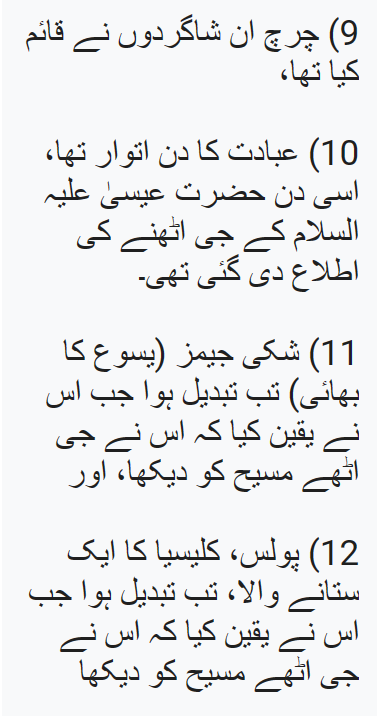 9) چرچ ان شاگردوں نے قائم
کیا تھا،
10) عبادت کا دن اتوار تھا،
اسی دن حضرت عیسیٰ علیہ
السلام کے جی اٹھنے کی
اطلاع دی گئی تھی۔
11) شکی جیمز (یسوع کا
بھائی) تب تبدیل ہوا جب اس
نے یقین کیا کہ اس نے جی
اٹھے مسیح کو دیکھا، اور
12) پولس، کلیسیا کا ایک
ستانے والا، تب تبدیل ہوا جب
اس نے یقین کیا کہ اس نے
جی اٹھے مسیح کو دیکھا